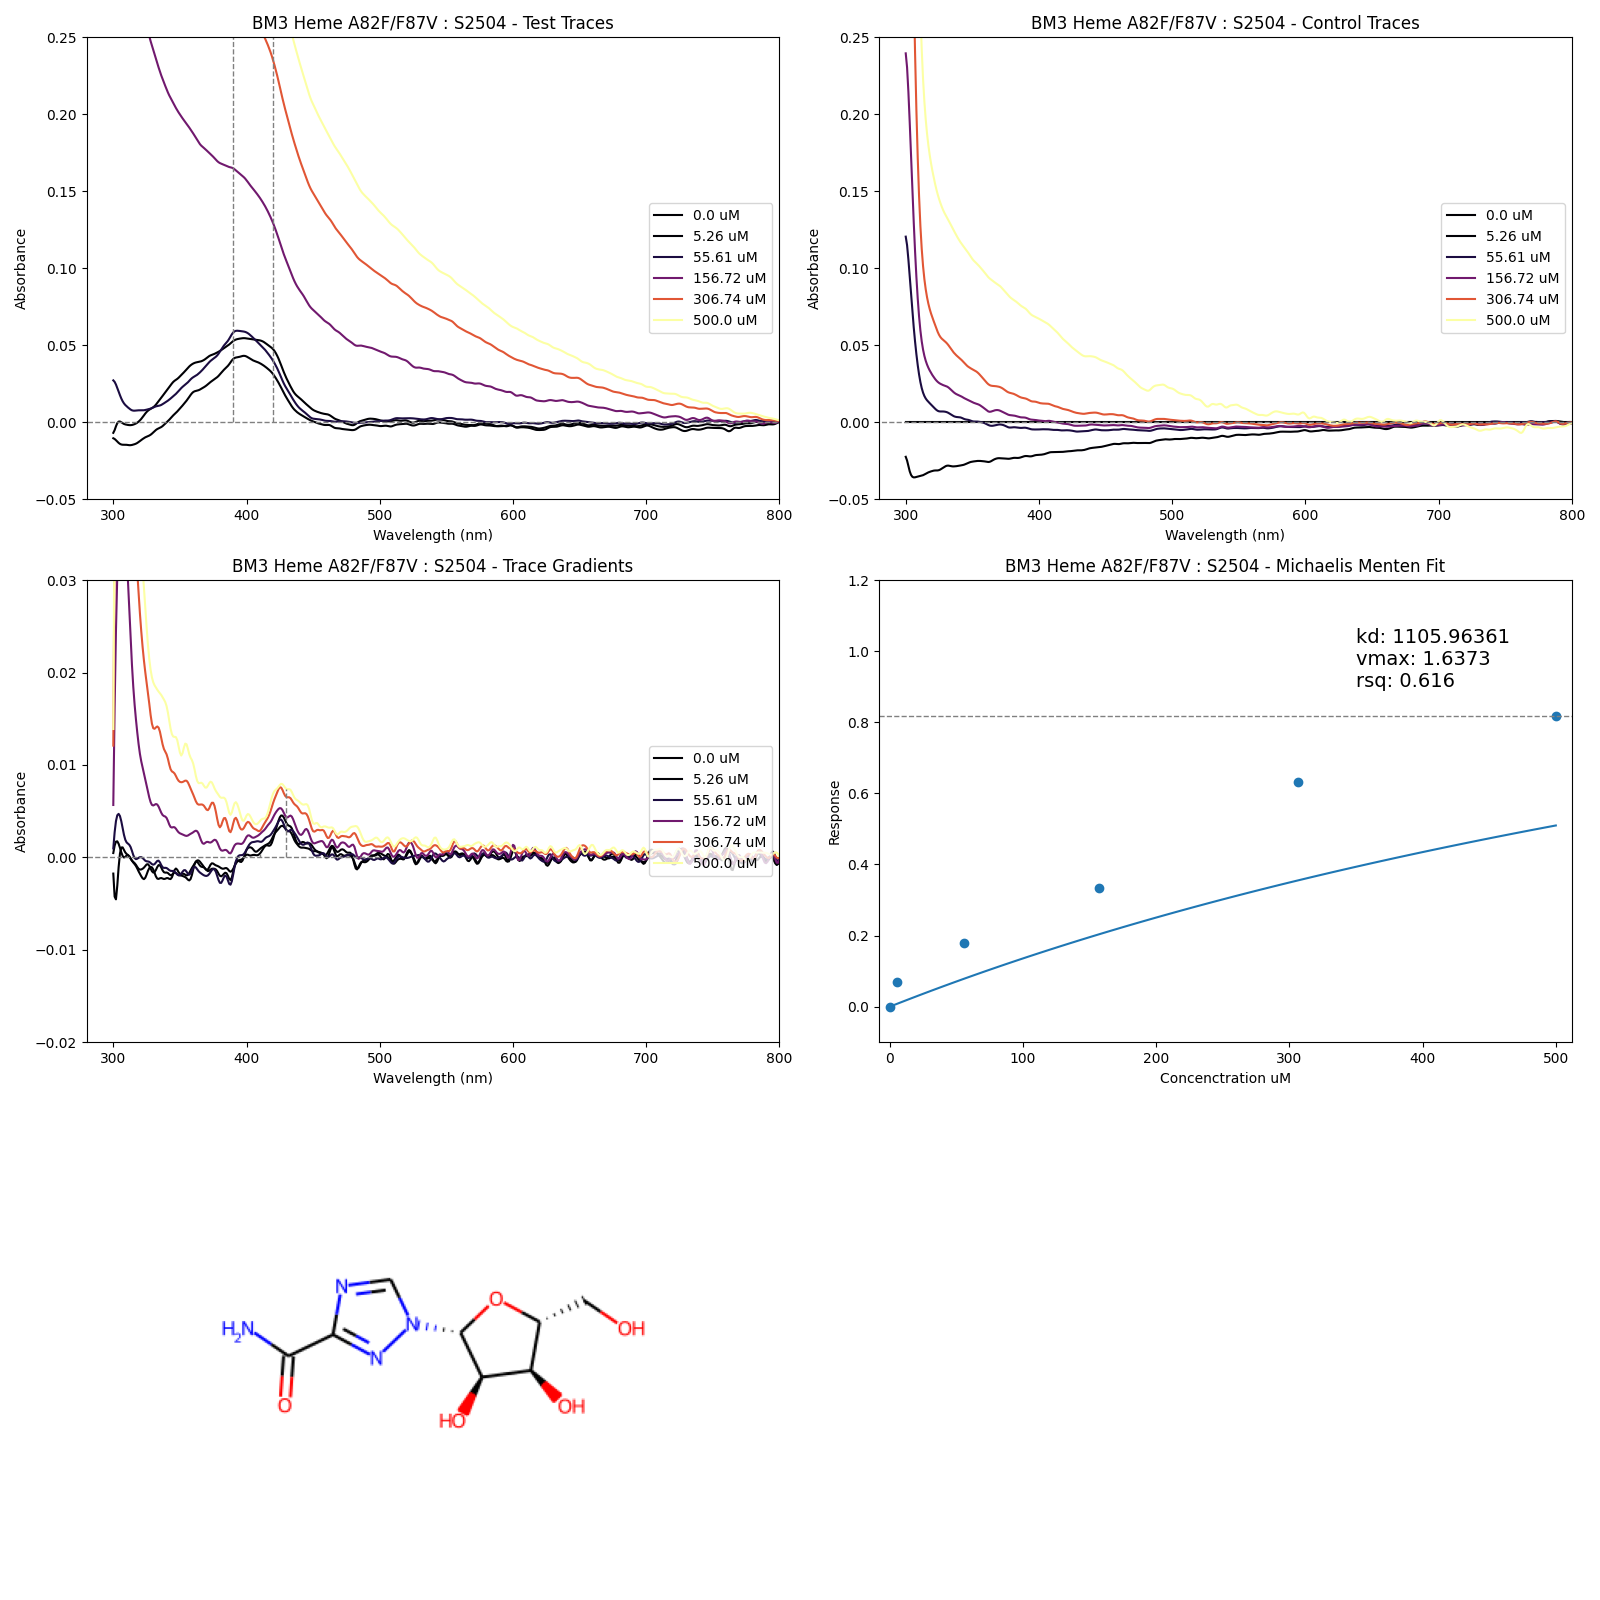 BM3 Heme A82F/F87V : S2504 - Test Traces
0.25
0.20
0.15
0.10
0.05
0.00
−0.05
Absorbance
300 400 500 600 700 800
Wavelength (nm)
0.0 uM
5.26 uM
55.61 uM
156.72 uM
306.74 uM
500.0 uM
BM3 Heme A82F/F87V : S2504 - Control Traces
0.25
0.20
0.15
0.10
0.05
0.00
−0.05
Absorbance
300 400 500 600 700 800
Wavelength (nm)
0.0 uM
5.26 uM
55.61 uM
156.72 uM
306.74 uM
500.0 uM
BM3 Heme A82F/F87V : S2504 - Trace Gradients
0.03
0.02
0.01
0.00
−0.01
−0.02
Absorbance
300 400 500 600 700 800
Wavelength (nm)
0.0 uM
5.26 uM
55.61 uM
156.72 uM
306.74 uM
500.0 uM
BM3 Heme A82F/F87V : S2504 - Michaelis Menten Fit
1.2
1.0
0.8
0.6
0.4
0.2
0.0
Response
kd: 1105.96361
vmax: 1.6373
rsq: 0.616
0 100 200 300 400 500
Concenctration uM
N
O
H2N
N
OH
N
O
HO
OH